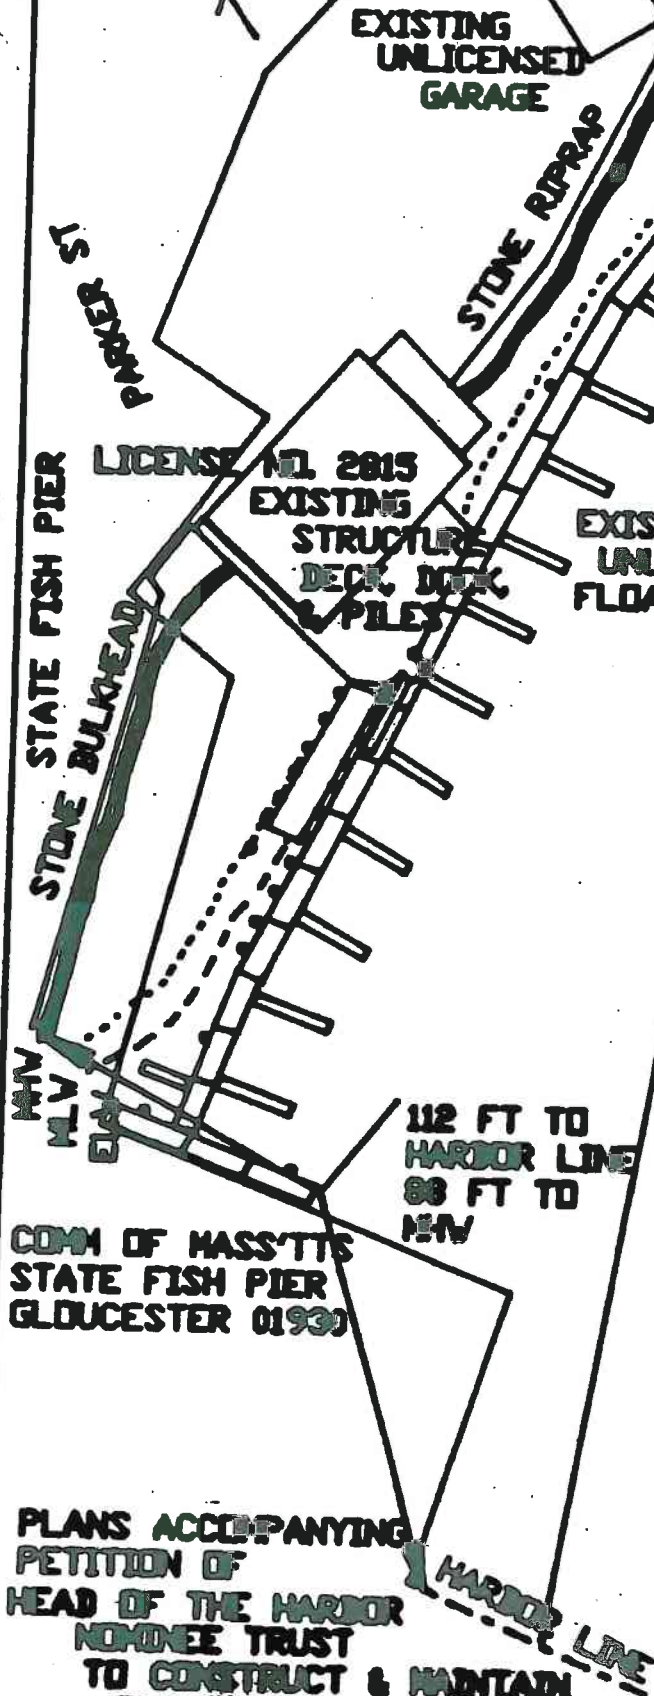 EXISTING
UNLICENSED
GARAGE
STONE RIPRAP
PARKER ST
LICENSE NO. 2815
EXISTING
STRUCTURE
DECK, DOCK,
& PILES
STATE FISH PIER
STONE BULKHEAD
MHW
MLW
112 FT TO
HARBOR LINE
FT TO
MHW
COMM OF MASS'TTS
STATE FISH PIER
GLOUCESTER 01930
PLANS ACCOMPANYING
PETITION OF
HEAD OF THE HARBOR
NOMINEE TRUST
TO CONSTRUCT & MAINTAIN
HARBOR LINE